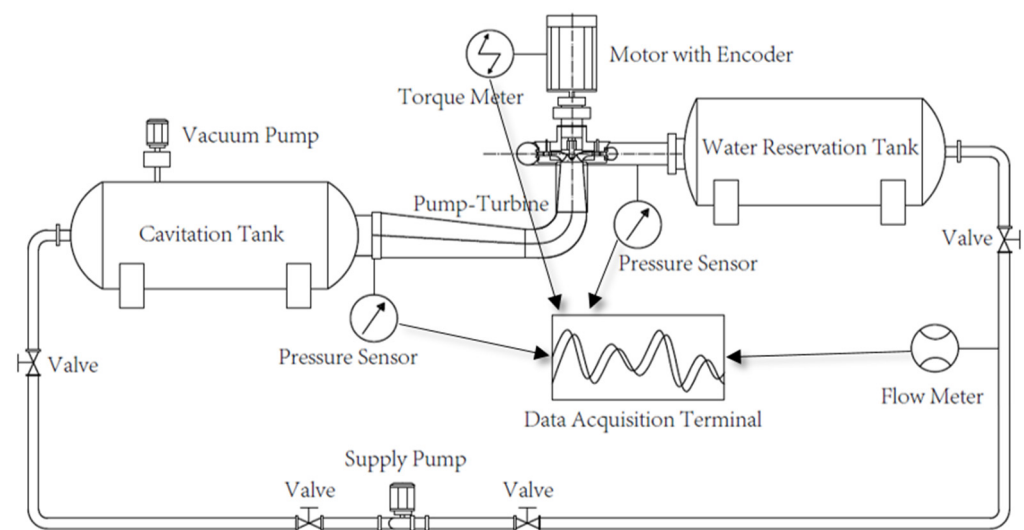 Motor with Encoder
Torque Meter
Vacuum Pump
Water Reservation Tank
Pump-Turbine
Cavitation Tank
Valve
Pressure Sensor
Pressure Sensor
Valve
Flow Meter
Data Acquisition Terminal
Supply Pump
Valve
Valve